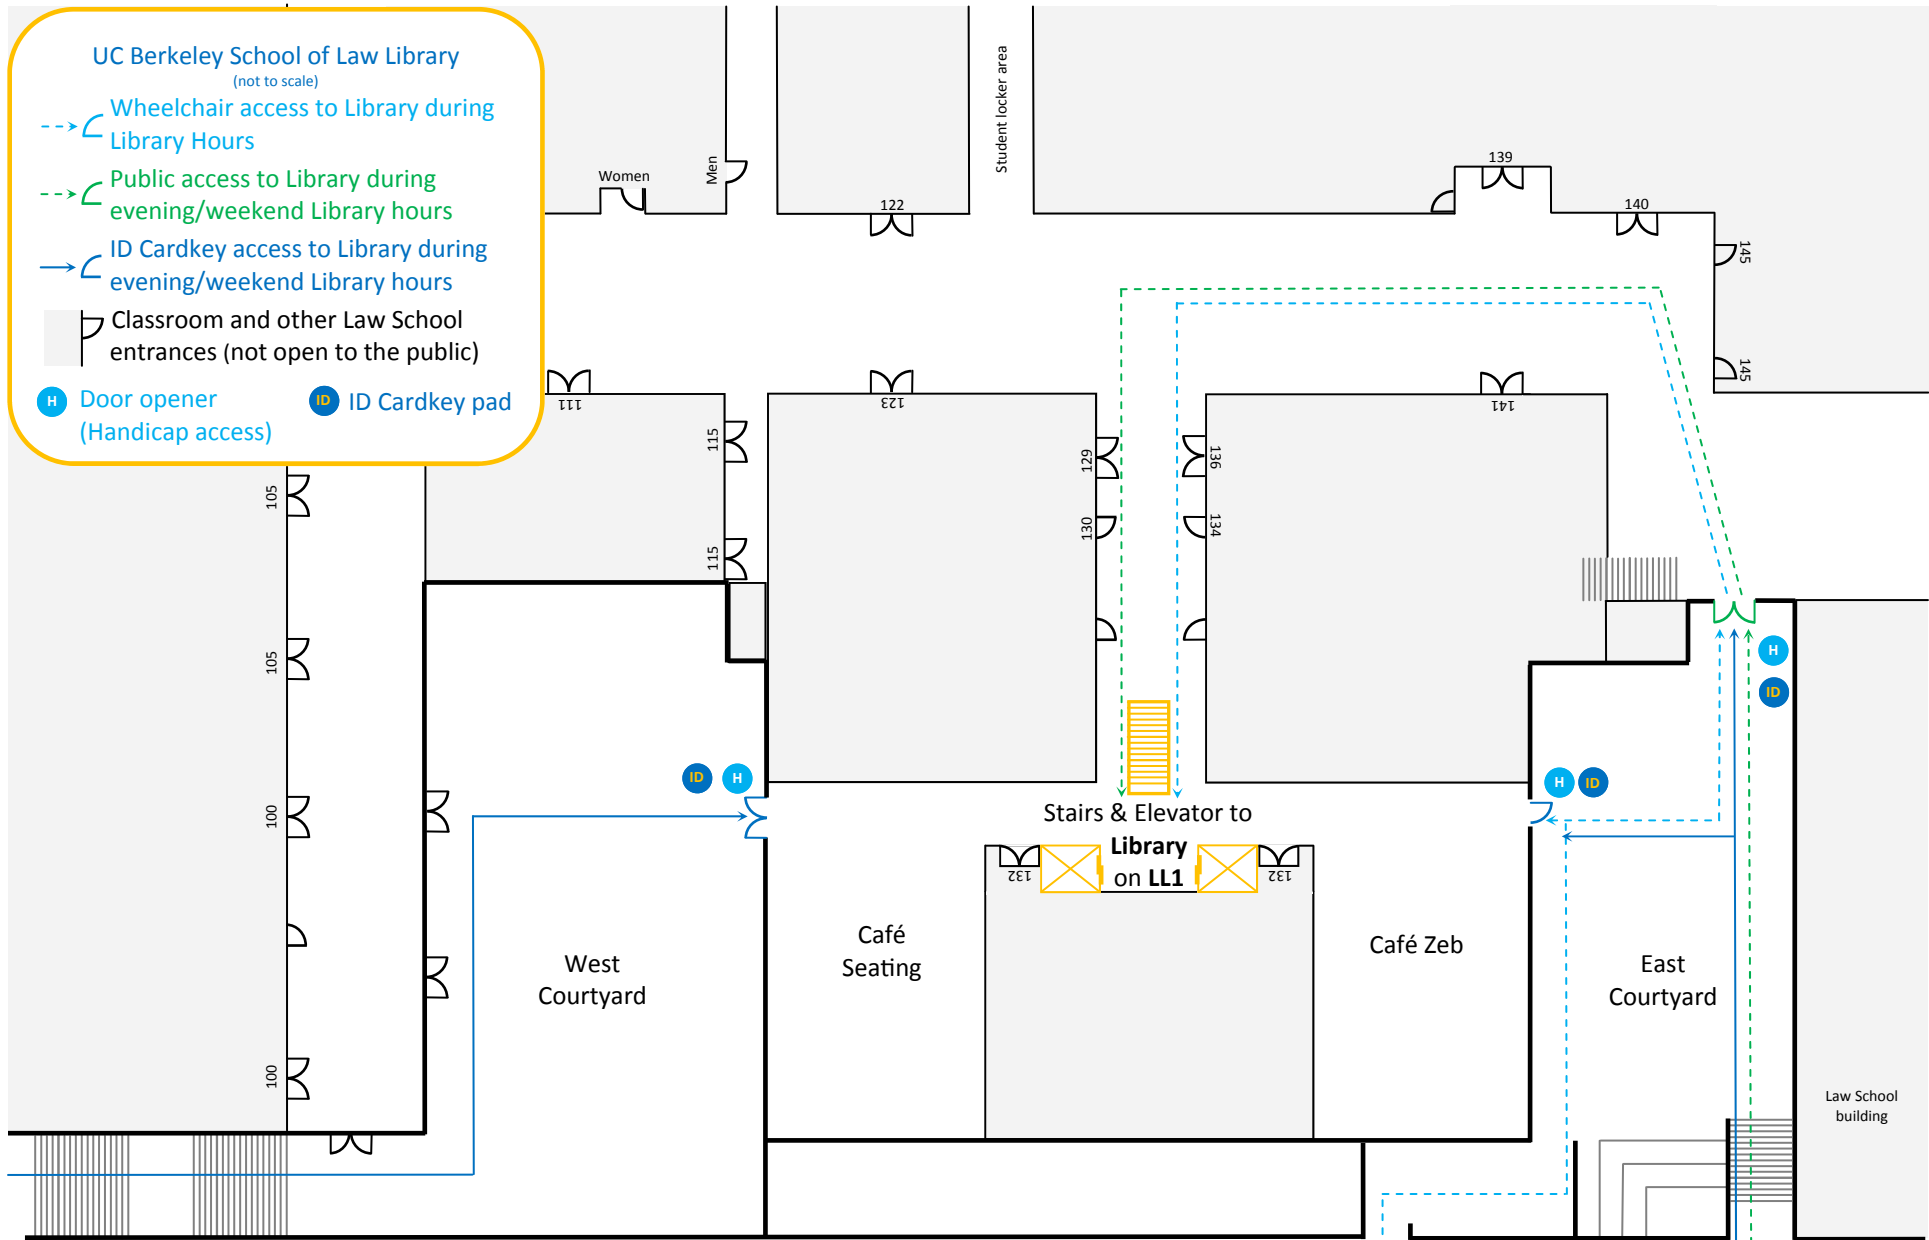 UC Berkeley School of Law Library
(not to scale)
Wheelchair access to Library during
Library Hours
Public access to Library during
evening/weekend Library hours
ID Cardkey access to Library during
evening/weekend Library hours
Classroom and other Law School
entrances (not open to the public)
H Door opener
(Handicap access)
ID ID Cardkey pad
Women
Men
122
Student locker area
139
140
145
145
111
115
115
123
129
130
136
134
141
105
105
100
100
H
ID
ID H
H ID
Stairs & Elevator to
Library
on LL1
132
132
Café
Seating
Café Zeb
West
Courtyard
East
Courtyard
Law School
building